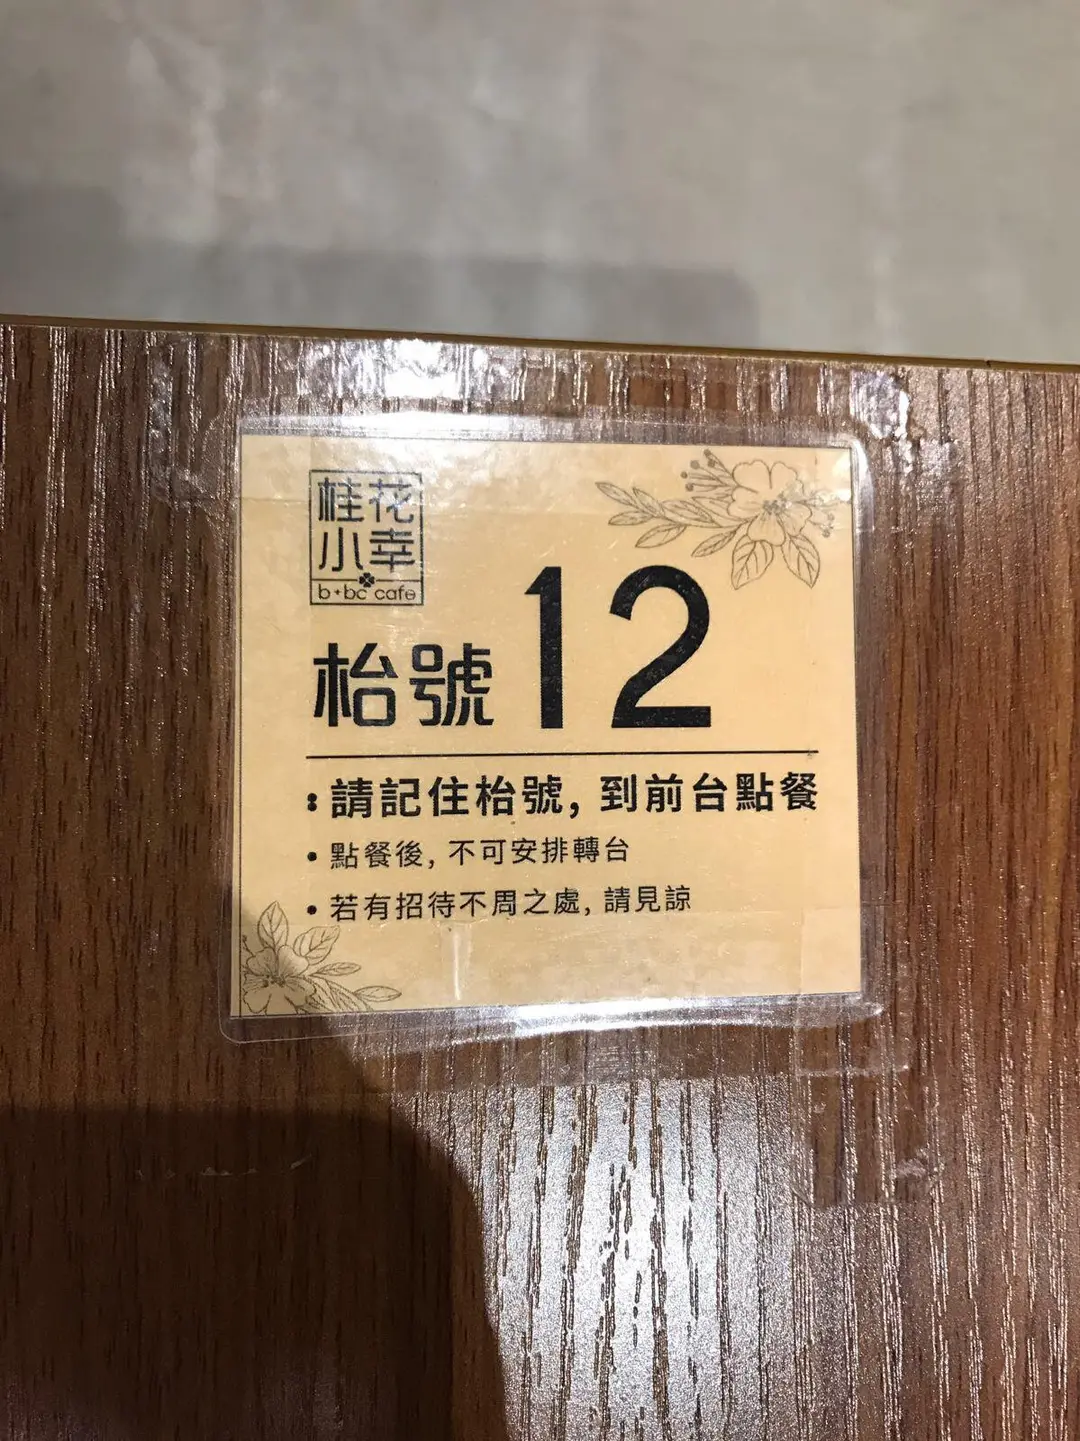 桂花
小幸
b+bc cafe
枱號 12
：請記住枱號, 到前台點餐
• 點餐後, 不可安排轉台
• 若有招待不周之處, 請見諒